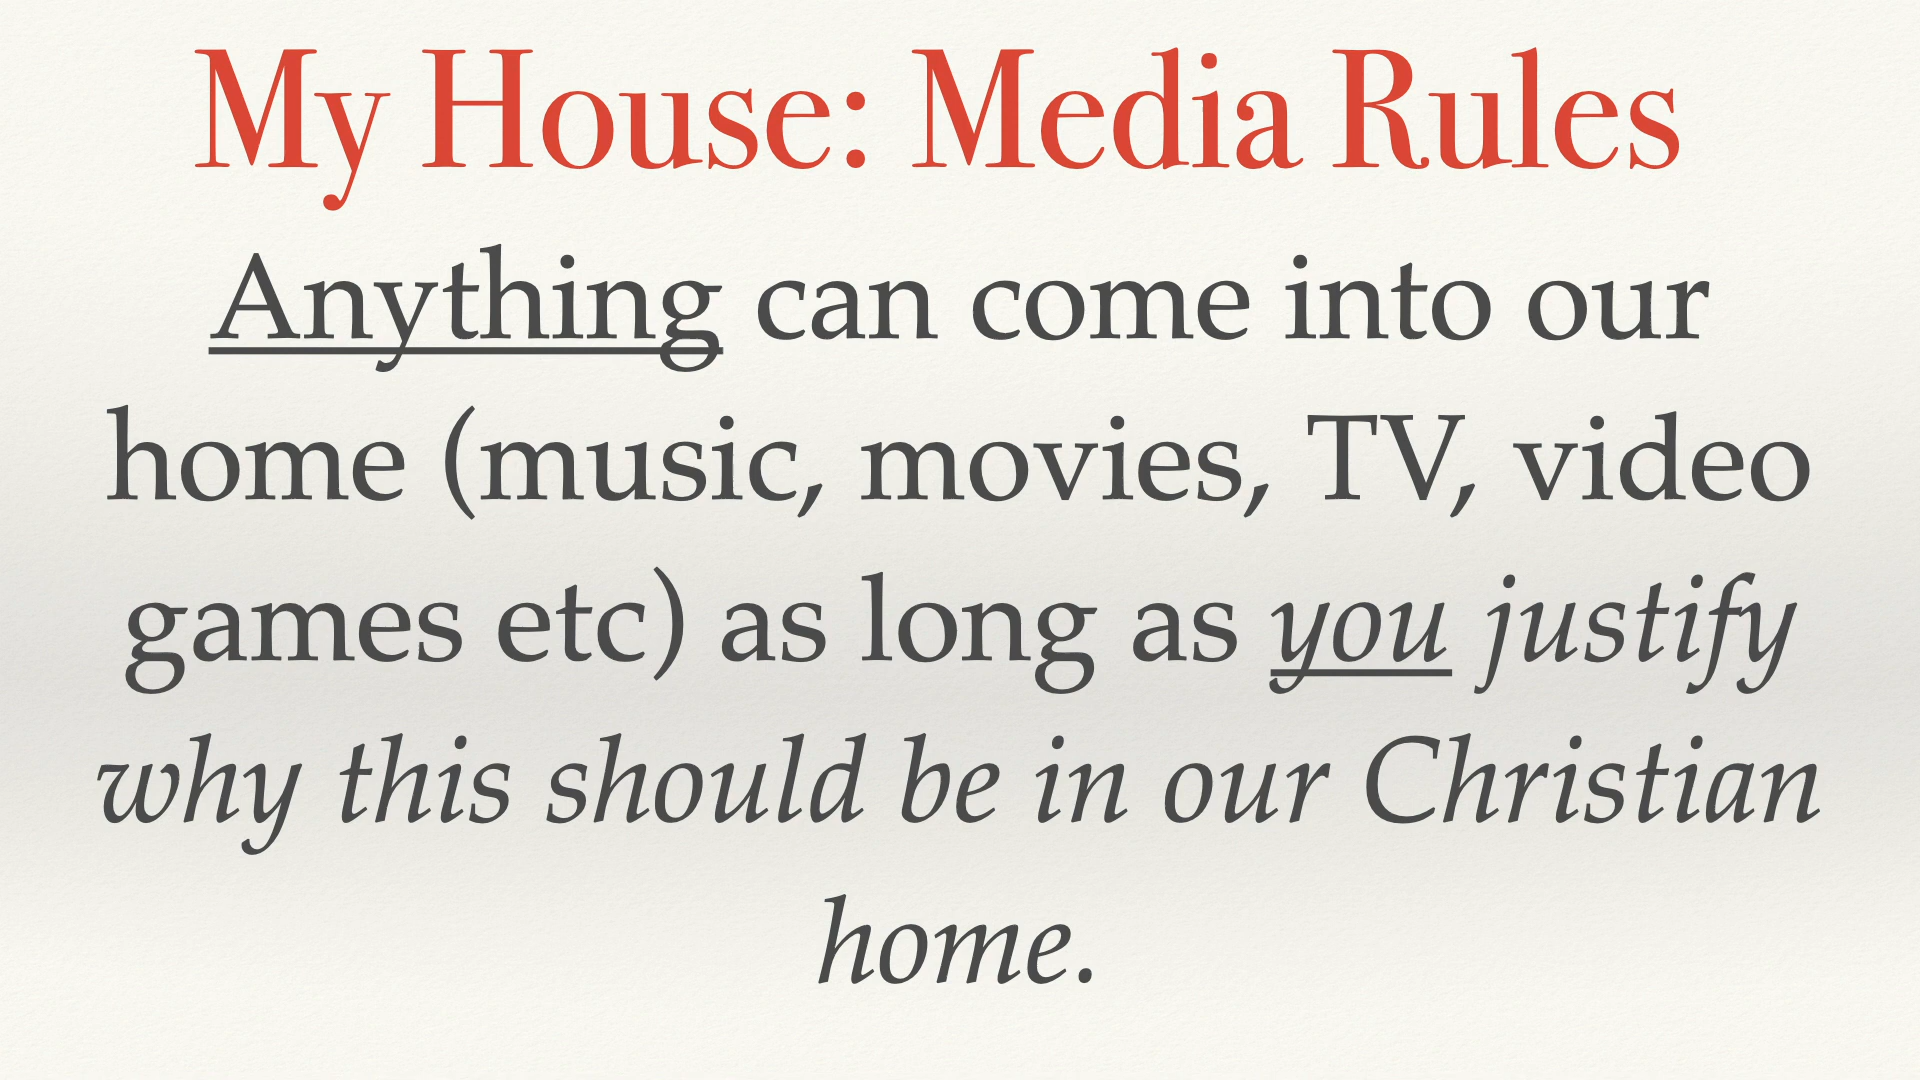 My House: Media Rules
Anything can come into our
home (music, movies, TV, video
games etc) as long as you justify
why this should be in our Christian
home.